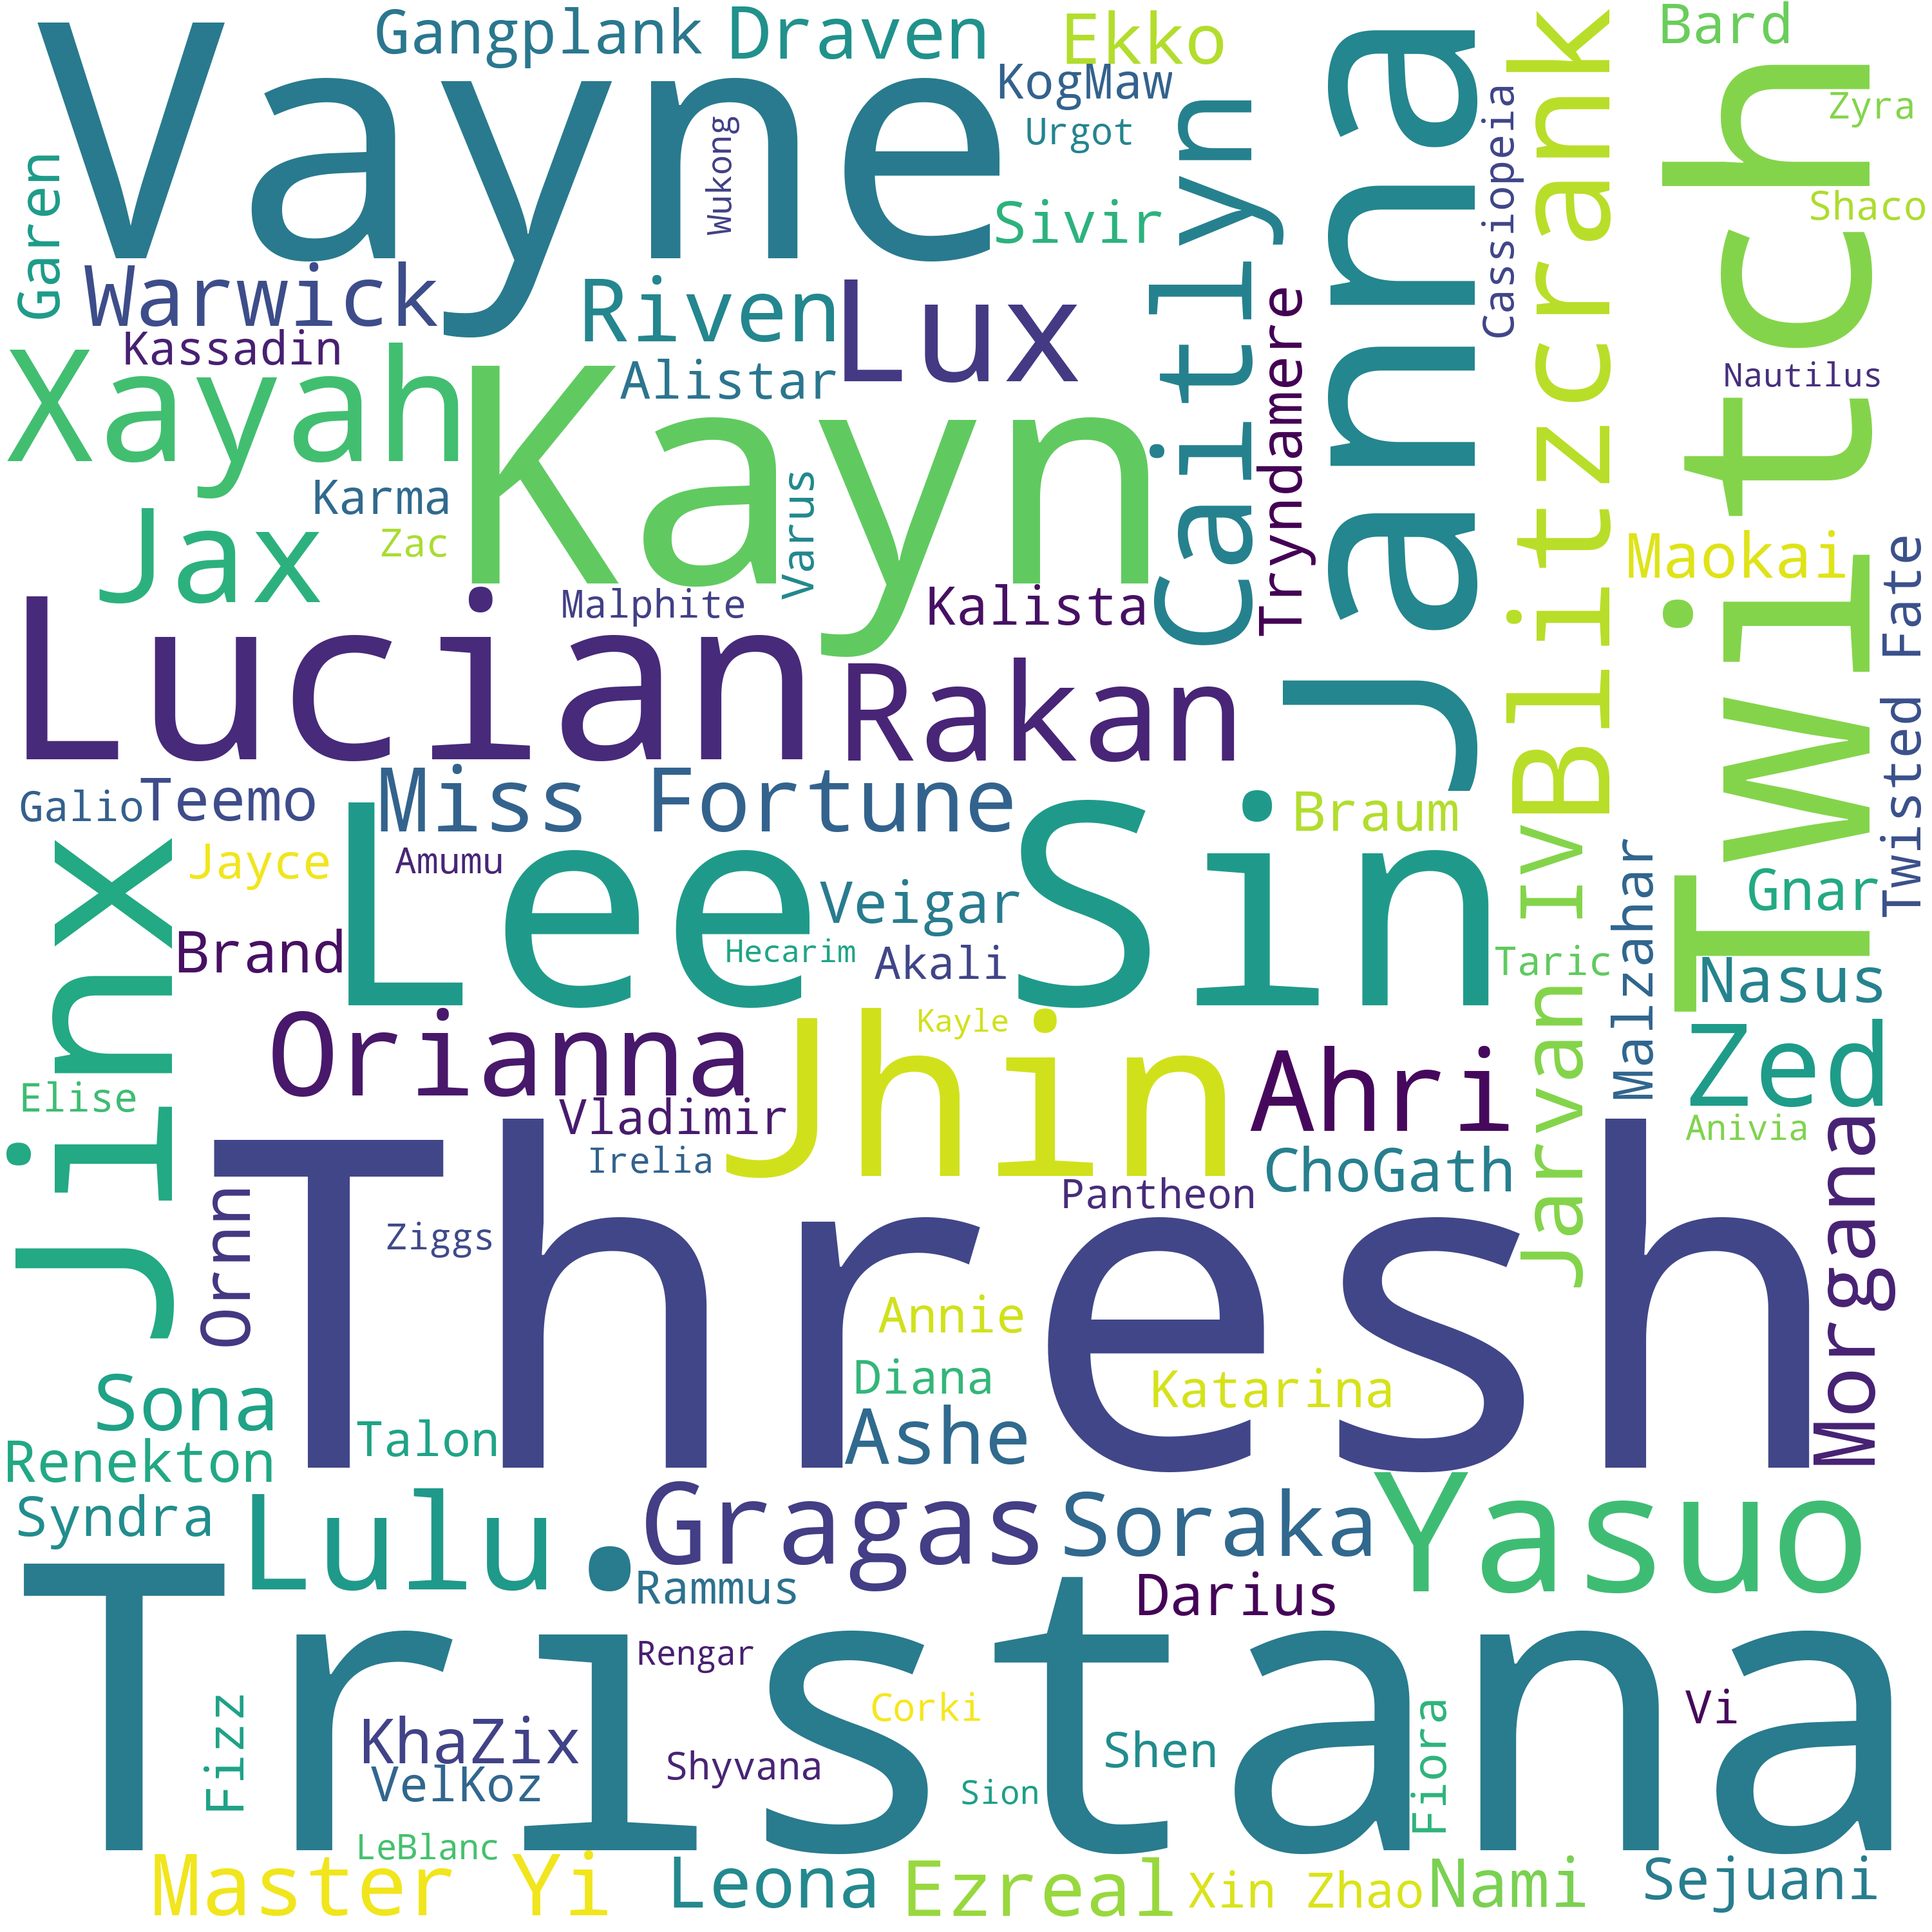 Vayne
Gangplank
Draven
Ekko
KogMaw
Urgot
Wukong
Sivir
Garen
Warwick
Kassadin
Riven
Lux
Alistar
Xayah
Kayn
Karma
Zac
Varus
Jax
Malphite
Kalista
Caitlyn
Tryndamere
Janna
Cassiopeia
Blitzcrank
Bard
Zyra
Shaco
Nautilus
Twitch
Maokai
Twisted Fate
Lucian
Rakan
Miss Fortune
Galio
Teemo
Jayce
Amumu
Lee Sin
Braum
Veigar
Akali
Hecarim
Brand
Jinx
Elise
Orianna
Kayle
Jhin
Ahri
Taric
Jarvan IV
Malzahar
Gnar
Nasus
Zed
Anivia
Morgana
Vladimir
Irelia
Pantheon
ChoGath
Ornn
Ziggs
Thresh
Annie
Diana
Katarina
Ashe
Sona
Talon
Renekton
Syndra
Lulu
Gragas
Soraka
Yasuo
Rammus
Darius
Tristana
Rengar
Corki
Vi
Fizz
KhaZix
VelKoz
Shyvana
Sion
Shen
Fiora
LeBlanc
Master Yi
Leona
Ezreal
Xin Zhao
Nami
Sejuani